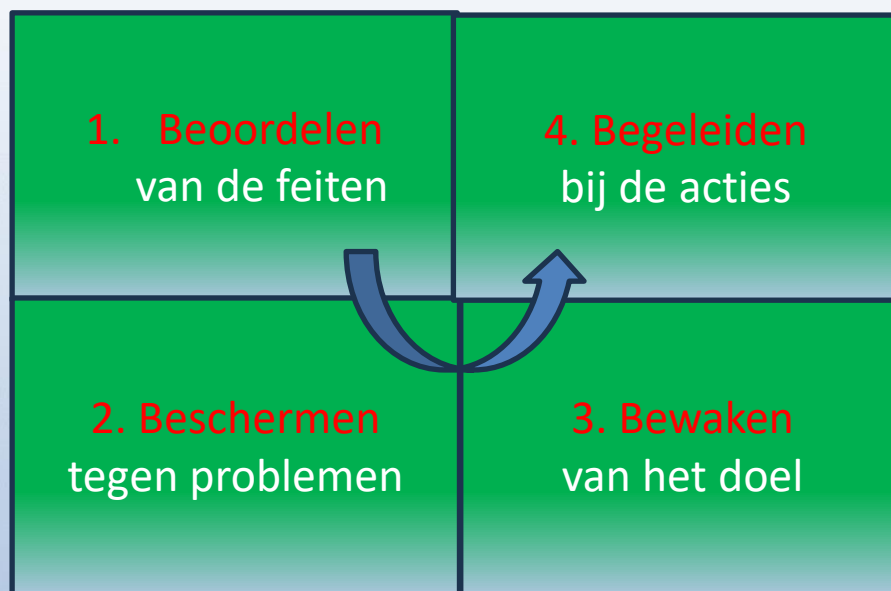 1. Beoordelen
van de feiten
4. Begeleiden
bij de acties
2. Beschermen
tegen problemen
3. Bewaken
van het doel